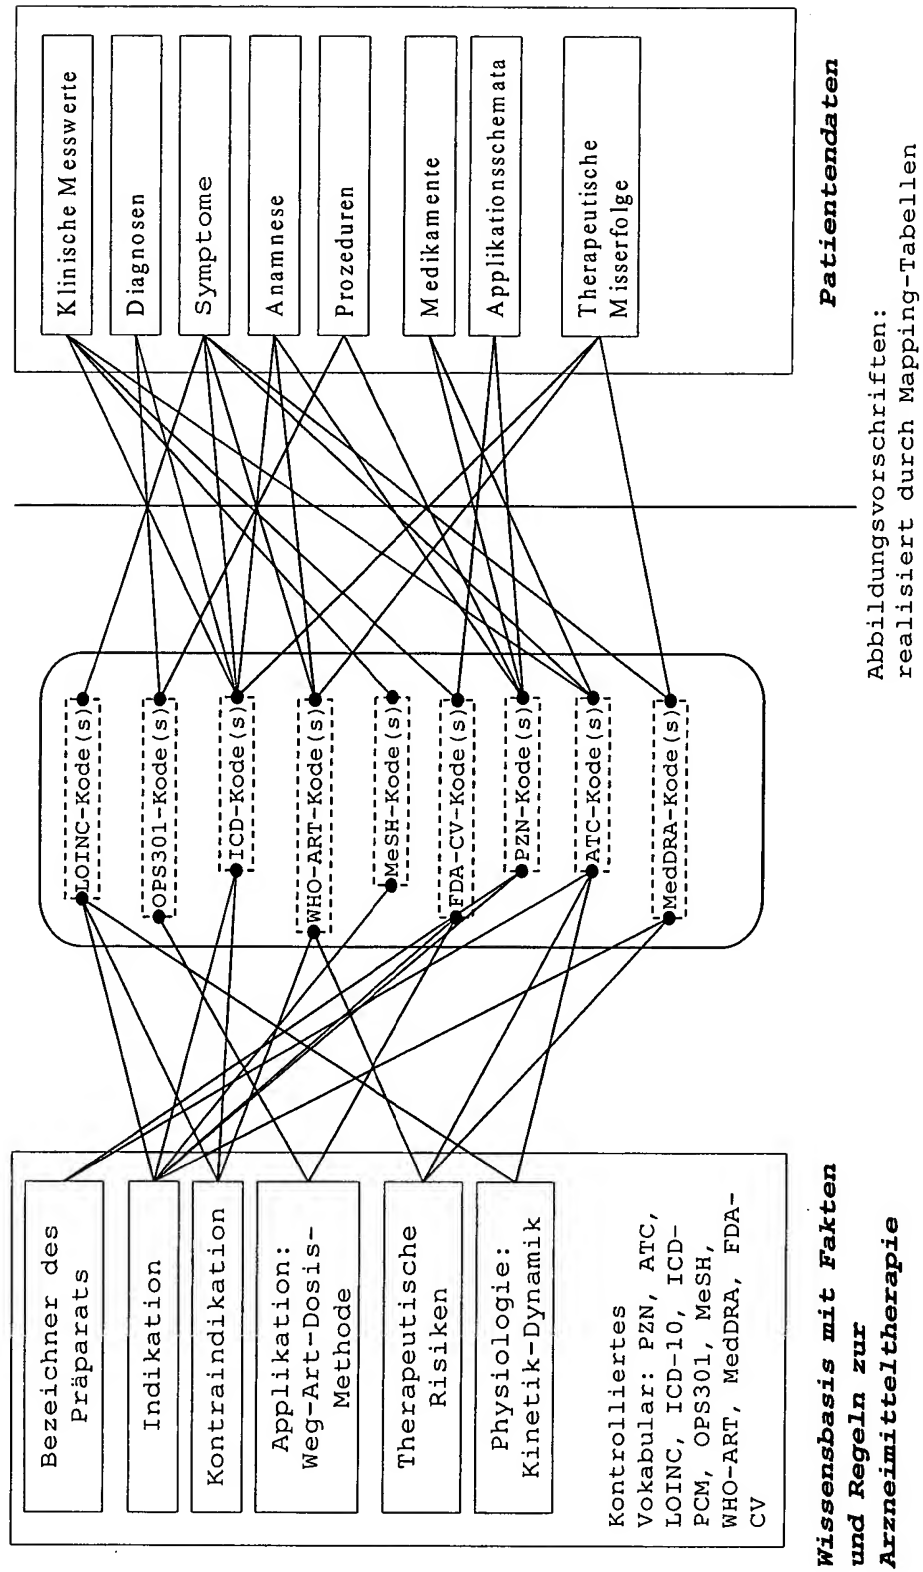 Bezeichner des
Präparats
Indikation
Kontraindikation
Applikation:
Weg-Art-Dosis-
Methode
Therapeutische
Risiken
Physiologie:
Kinetik-Dynamik
Kontrolliertes
Vokabular: PZN, ATC,
LOINC, ICD-10, ICD-
PCM, OPS301, MeSH,
WHO-ART, MedDRA, FDA-
CV
Wissensbasis mit Fakten
und Regeln zur
Arzneimitteltherapie
LOINC-Kode(s)
OPS301-Kode(s)
ICD-Kode(s)
WHO-ART-Kode(s)
MeSH-Kode(s)
FDA-CV-Kode(s)
PZN-Kode(s)
ATC-Kode(s)
MedDRA-Kode(s)
Klinische Messwerte
Diagnosen
Symptome
Anamnese
Prozeduren
Medikamente
Applikationsschemata
Therapeutische
Misserfolge
Patientendaten
Abbildungsvorschriften:
realisiert durch Mapping-Tabellen